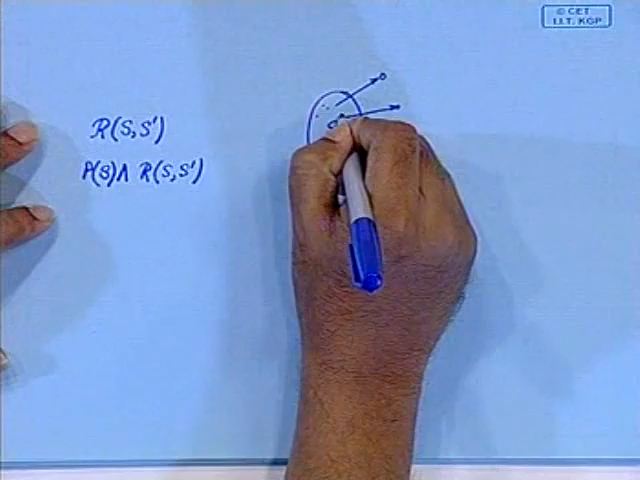 © CET
I.I.T. KGP
R(S,S')
P(S)∧ R(S,S')